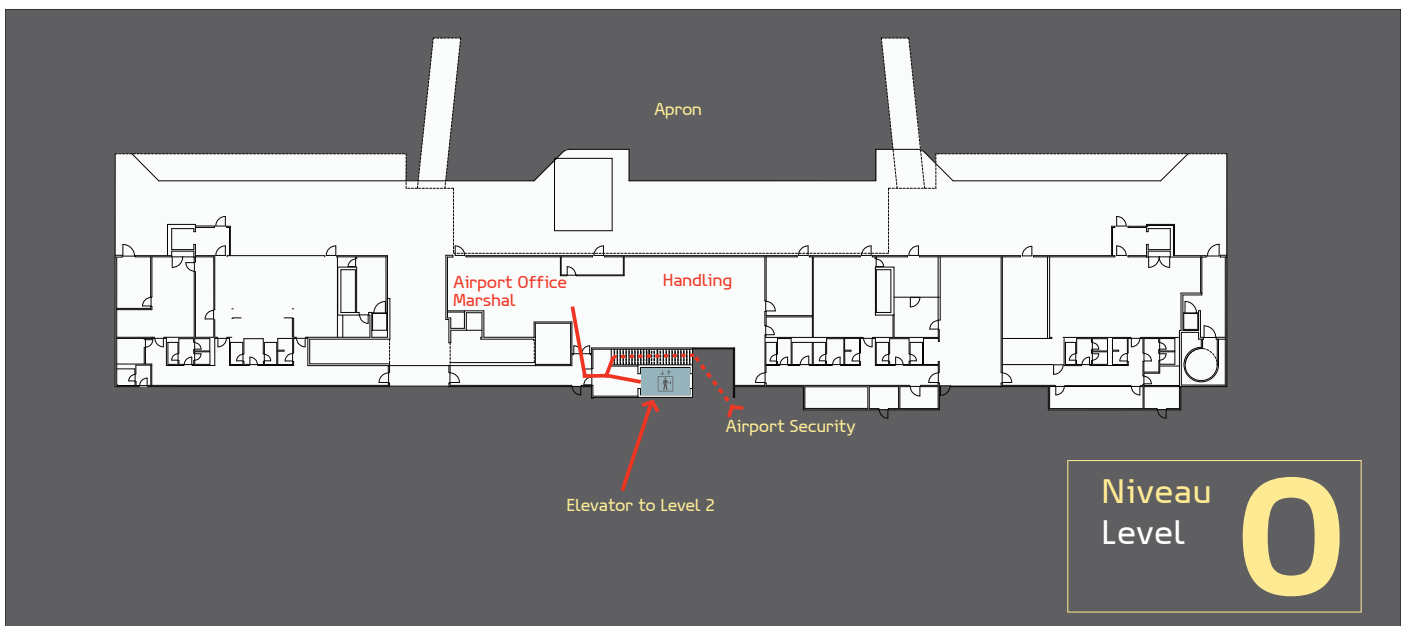 Apron
Airport Office
Marshal
Handling
Airport Security
Elevator to Level 2
Niveau
Level
0